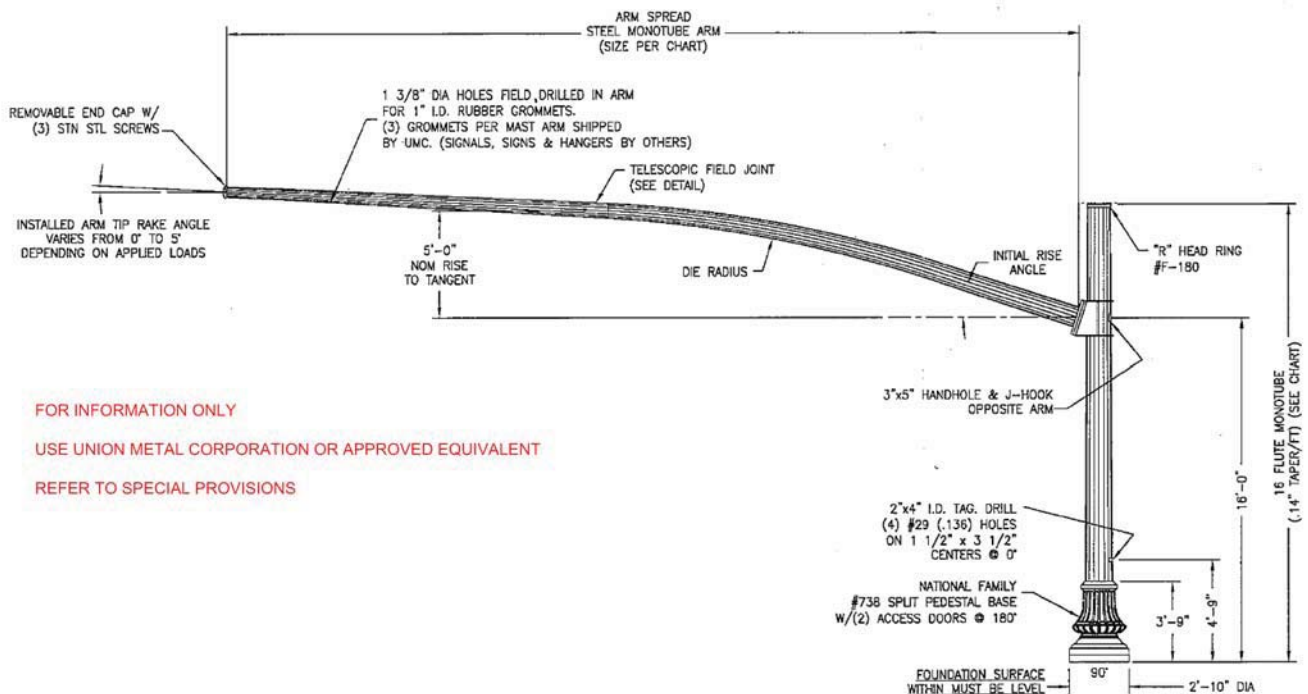 ARM SPREAD
STEEL MONOTUBE ARM
(SIZE PER CHART)
1 3/8" DIA HOLES FIELD DRILLED IN ARM
FOR 1" I.D. RUBBER GROMMETS.
(3) GROMMETS PER MAST ARM SHIPPED
BY UMC. (SIGNALS, SIGNS & HANGERS BY OTHERS)
REMOVABLE END CAP W/
(3) STN STL SCREWS
TELESCOPIC FIELD JOINT
(SEE DETAIL)
INSTALLED ARM TIP RAKE ANGLE
VARIES FROM 0° TO 5°
DEPENDING ON APPLIED LOADS
5'-0"
NOM RISE
TO TANGENT
DIE RADIUS
INITIAL RISE
ANGLE
"R" HEAD RING
#F-180
3"x5" HANDHOLE & J-HOOK
OPPOSITE ARM
16 FLUTE MONOTUBE
(.14" TAPER/FT) (SEE CHART)
16'-0"
FOR INFORMATION ONLY
USE UNION METAL CORPORATION OR APPROVED EQUIVALENT
REFER TO SPECIAL PROVISIONS
2"x4" I.D. TAG. DRILL
(4) #29 (.136) HOLES
ON 1 1/2" x 3 1/2"
CENTERS @ 0°
NATIONAL FAMILY
#738 SPLIT PEDESTAL BASE
W/(2) ACCESS DOORS @ 180°
3'-9"
4'-9"
FOUNDATION SURFACE
WITHIN MUST BE LEVEL
90°
2'-10" DIA